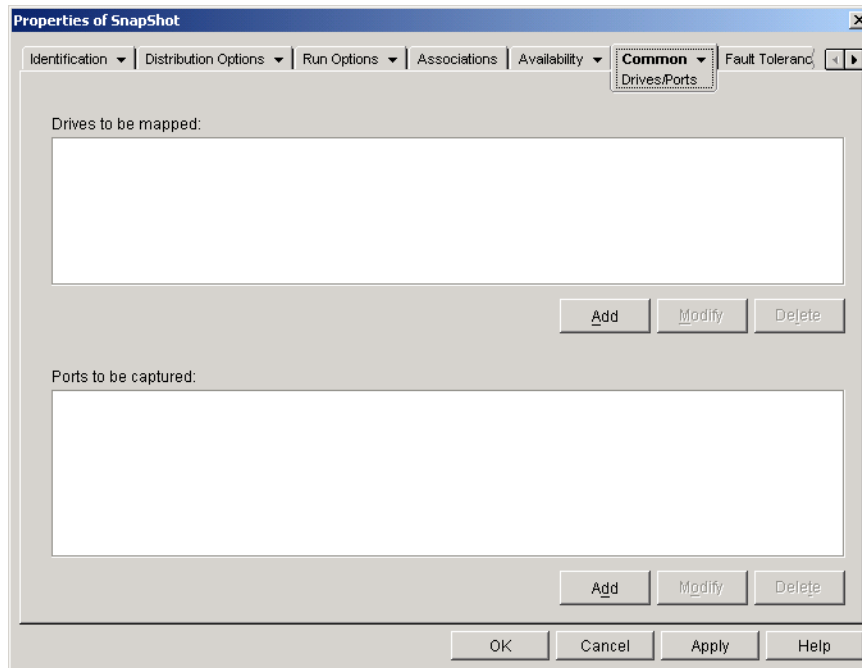 Properties of SnapShot
Identification Distribution Options Run Options Associations Availability Common Fault Toleranc
Drives/Ports
Drives to be mapped:
Add Modify Delete
Ports to be captured:
Add Modify Delete
OK Cancel Apply Help